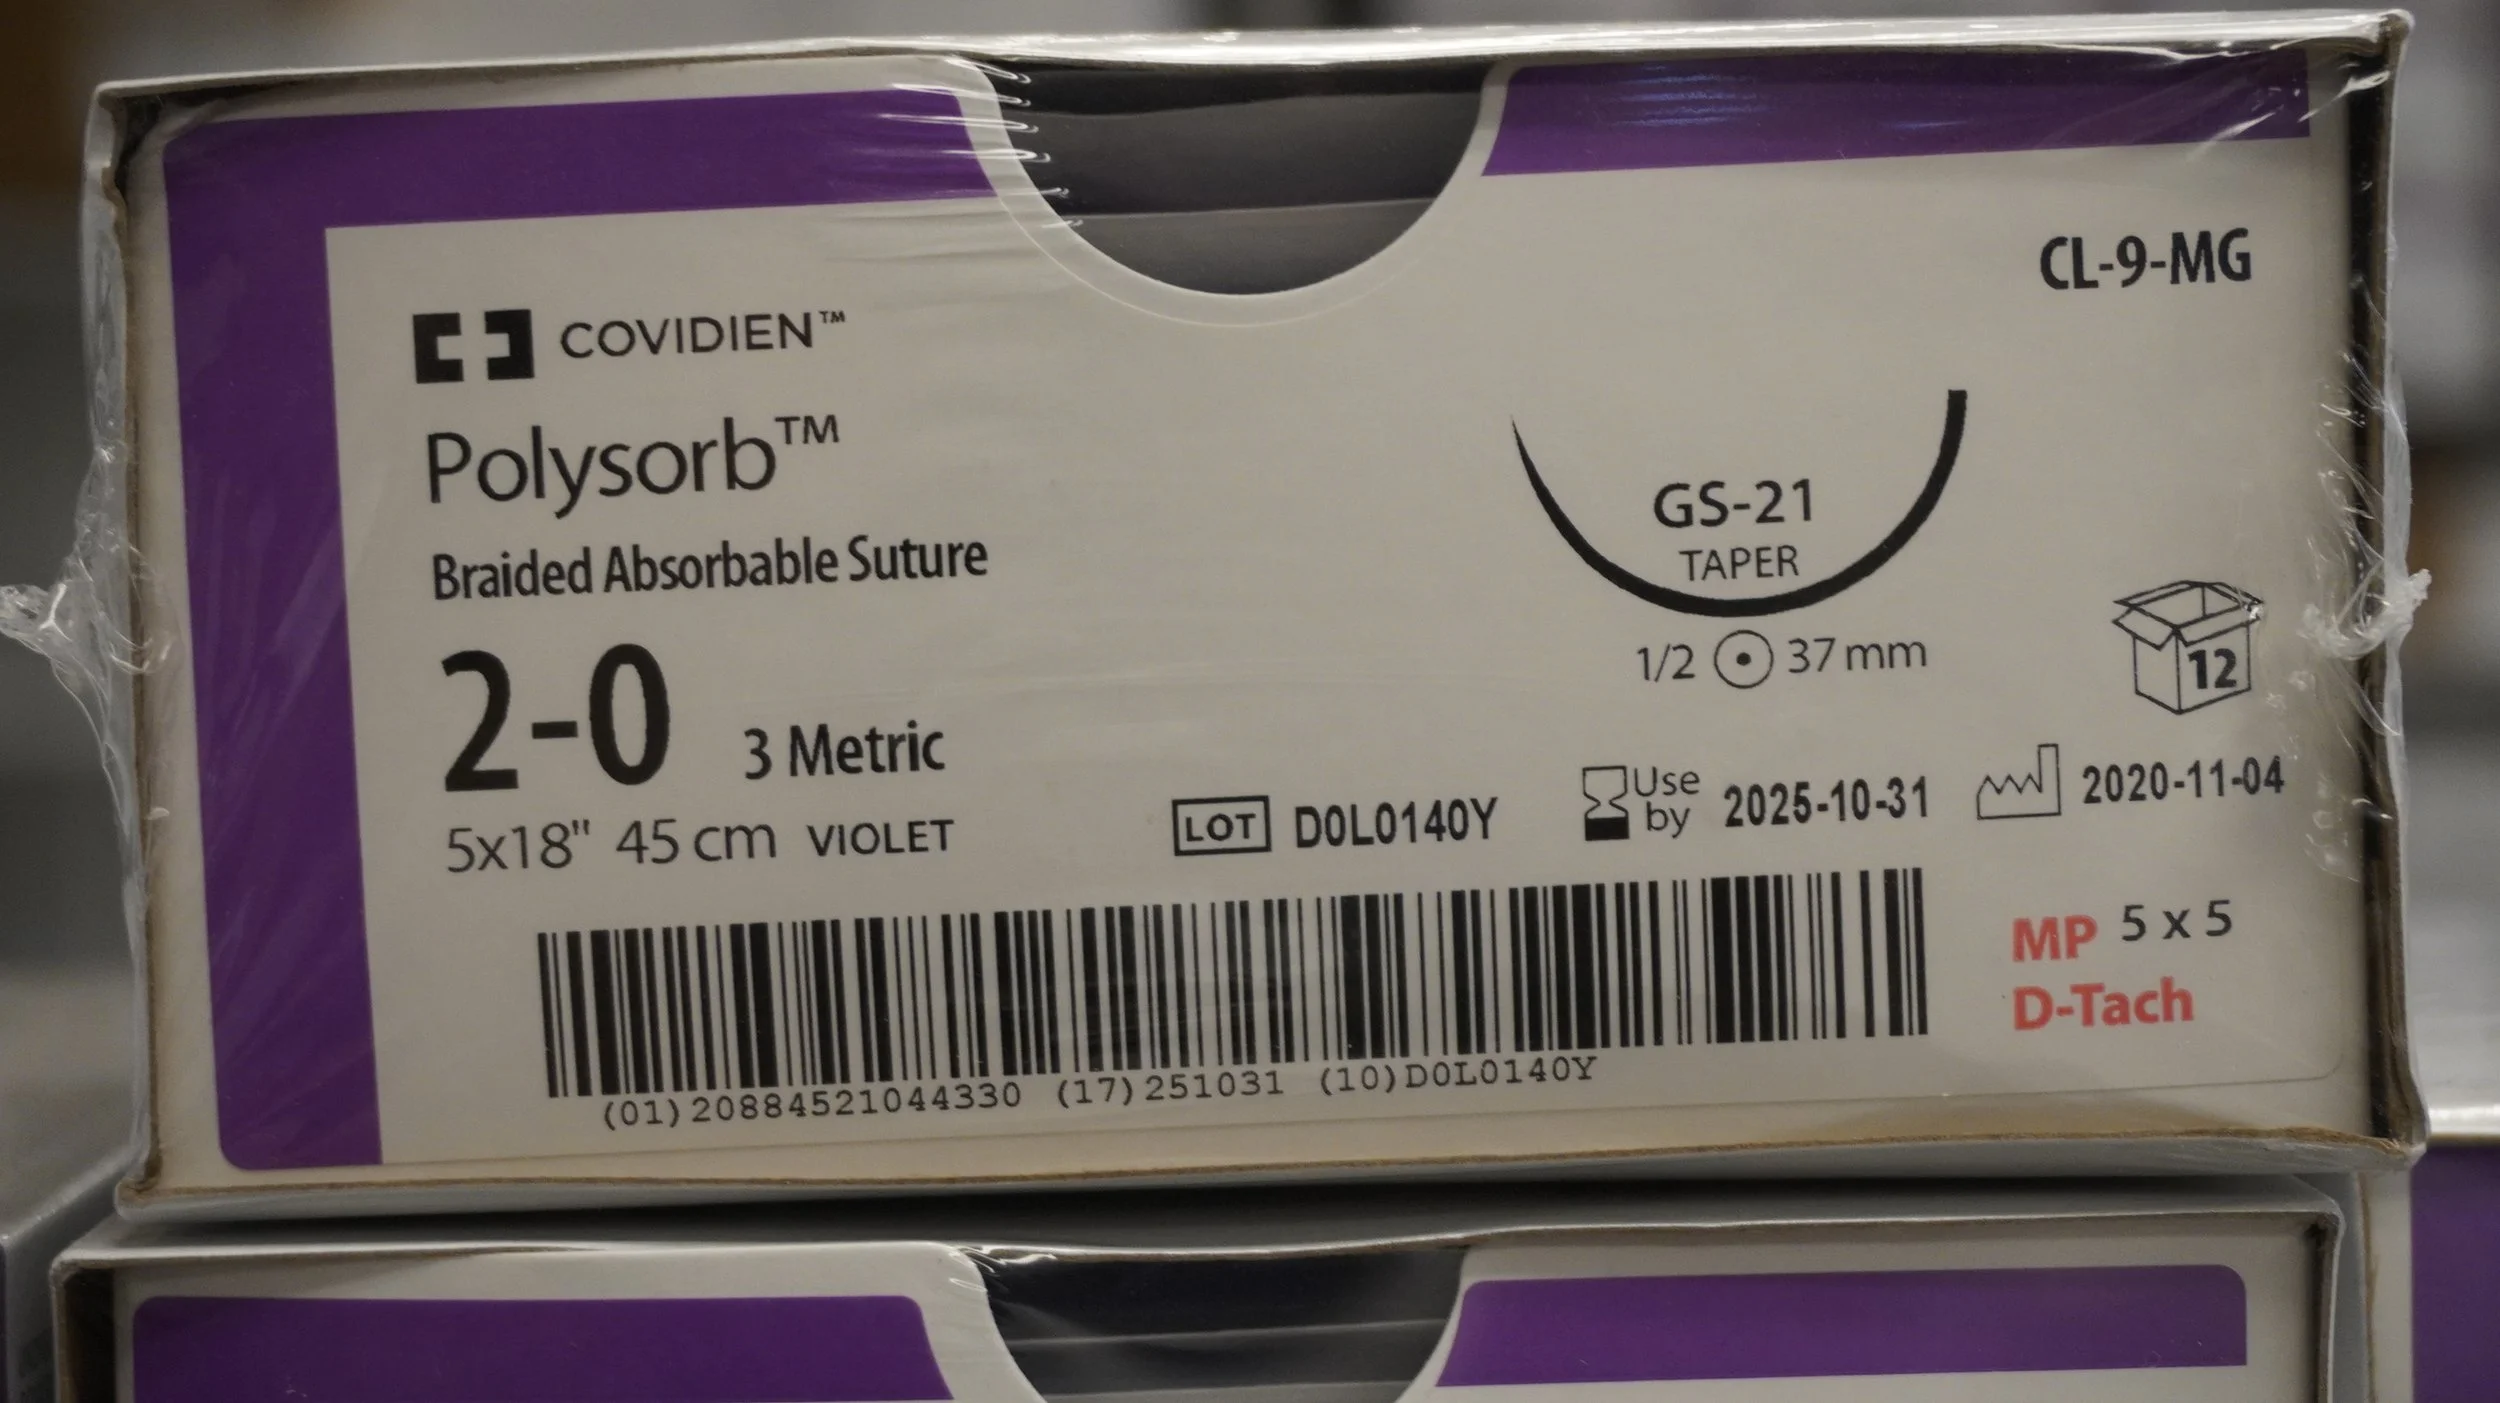 CL-9-MG
COVIDIEN™
Polysorb™
Braided Absorbable Suture
2-0 3 Metric
5x18" 45 cm VIOLET
GS-21
TAPER
1/2 37 mm
12
LOT D0L0140Y
Use by 2025-10-31
2020-11-04
(01)20884521044330 (17)251031 (10)D0L0140Y
MP 5 x 5
D-Tach